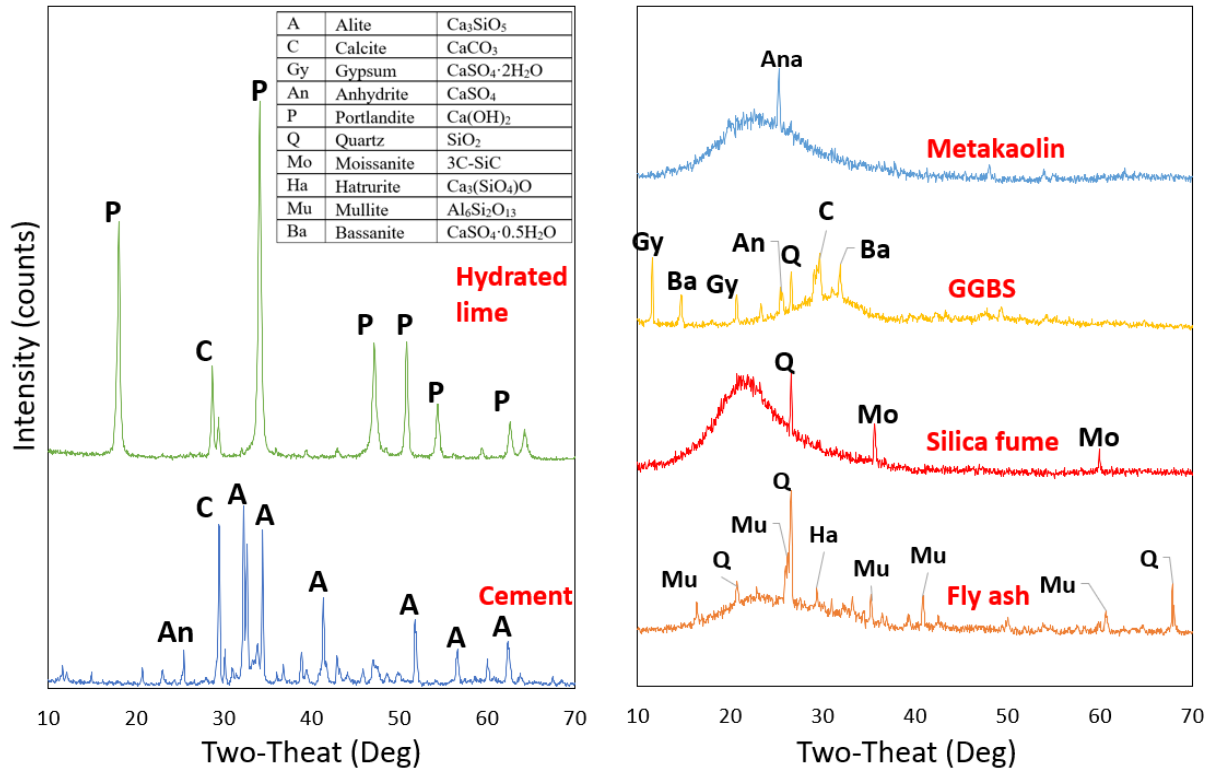 A Alite Ca₃SiO₅
C Calcite CaCO₃
Gy Gypsum CaSO₄·2H₂O
An Anhydrite CaSO₄
P Portlandite Ca(OH)₂
Q Quartz SiO₂
Mo Moissanite 3C-SiC
Ha Hatrurite Ca₃(SiO₄)O
Mu Mullite Al₆Si₂O₁₃
Ba Bassanite CaSO₄·0.5H₂O
P
P
C
P
P
P
P
Hydrated
lime
C
A
A
An
A
A
A
A
Cement
Intensity (counts)
10 20 30 40 50 60 70
Two-Theat (Deg)
Ana
Metakaolin
Gy
Ba
Gy
An
Q
C
Ba
GGBS
Q
Mo
Mo
Silica fume
Mu
Q
Mu
Q
Ha
Mu
Mu
Mu
Q
Fly ash
10 20 30 40 50 60 70
Two-Theat (Deg)